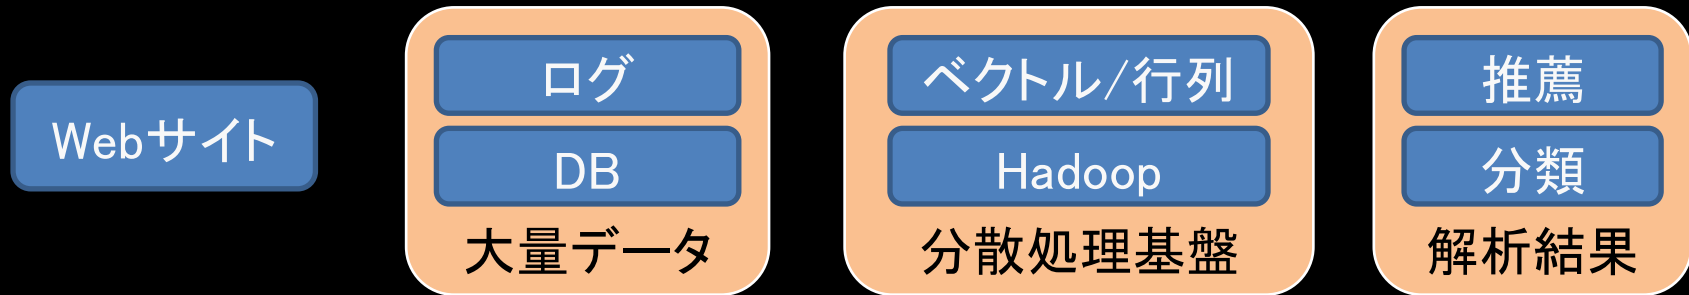 Webサイト
ログ
DB
大量データ
ベクトル/行列
Hadoop
分散処理基盤
推薦
分類
解析結果